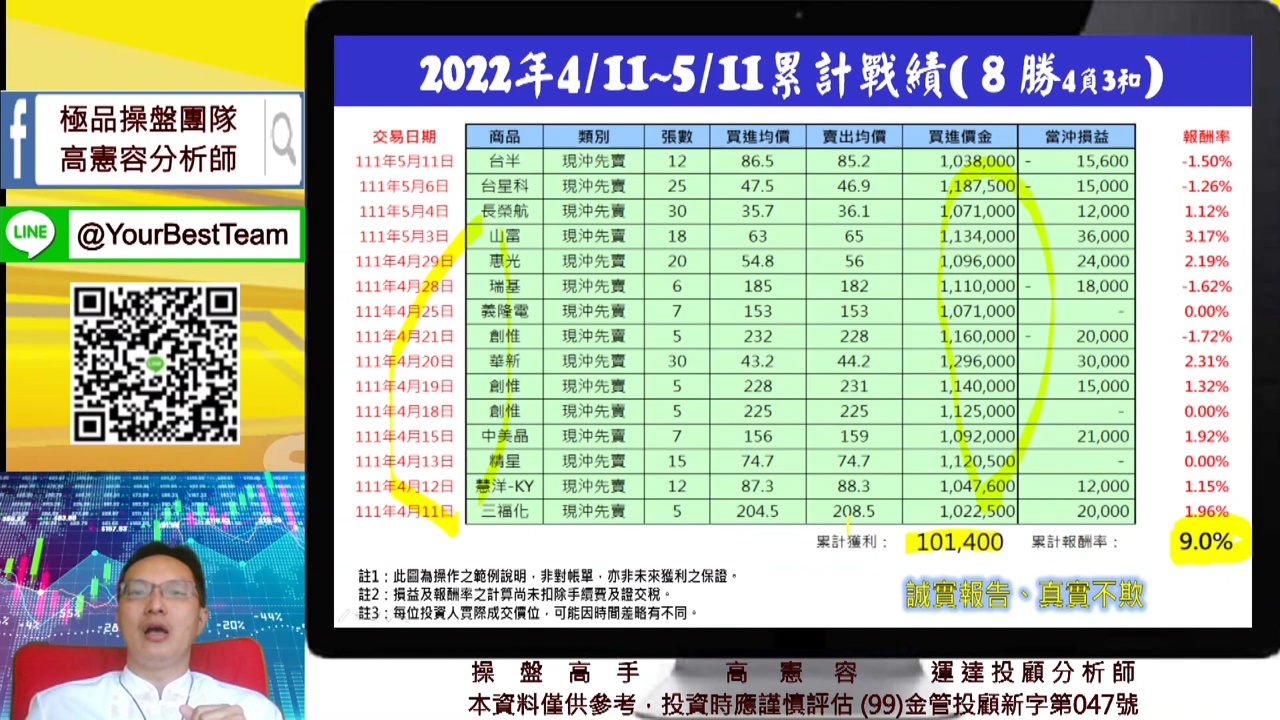 極品操盤團隊
高憲容分析師
LINE @YourBestTeam
2022年4/11~5/11累計戰績(8勝4負3和)
交易日期 商品 類別 張數 買進均價 賣出均價 買進價金 當沖損益 報酬率
111年5月11日 台半 現沖先賣 12 86.5 85.2 1,038,000 - 15,600 -1.50%
111年5月6日 台星科 現沖先賣 25 47.5 46.9 1,187,500 - 15,000 -1.26%
111年5月4日 長榮航 現沖先賣 30 35.7 36.1 1,071,000 12,000 1.12%
111年5月3日 山富 現沖先賣 18 63 65 1,134,000 36,000 3.17%
111年4月29日 惠光 現沖先賣 20 54.8 56 1,096,000 24,000 2.19%
111年4月28日 瑞基 現沖先賣 6 185 182 1,110,000 - 18,000 -1.62%
111年4月25日 義隆電 現沖先賣 7 153 153 1,071,000 - 0.00%
111年4月21日 創惟 現沖先賣 5 232 228 1,160,000 - 20,000 -1.72%
111年4月20日 華新 現沖先賣 30 43.2 44.2 1,296,000 30,000 2.31%
111年4月19日 創惟 現沖先賣 5 228 231 1,140,000 15,000 1.32%
111年4月18日 創惟 現沖先賣 5 225 225 1,125,000 - 0.00%
111年4月15日 中美晶 現沖先賣 7 156 159 1,092,000 21,000 1.92%
111年4月13日 精星 現沖先賣 15 74.7 74.7 1,120,500 - 0.00%
111年4月12日 慧洋-KY 現沖先賣 12 87.3 88.3 1,047,600 12,000 1.15%
111年4月11日 三福化 現沖先賣 5 204.5 208.5 1,022,500 20,000 1.96%
累計獲利： 101,400 累計報酬率： 9.0%
註1：此圖為操作之範例說明，非對帳單，亦非未來獲利之保證。
註2：損益及報酬率之計算尚未扣除手續費及證交稅。
註3：每位投資人實際成交價位，可能因時間差略有不同。
誠實報告、真實不欺
-20% -44%
操盤高手 高憲容 運達投顧分析師
本資料僅供參考，投資時應謹慎評估 (99)金管投顧新字第047號